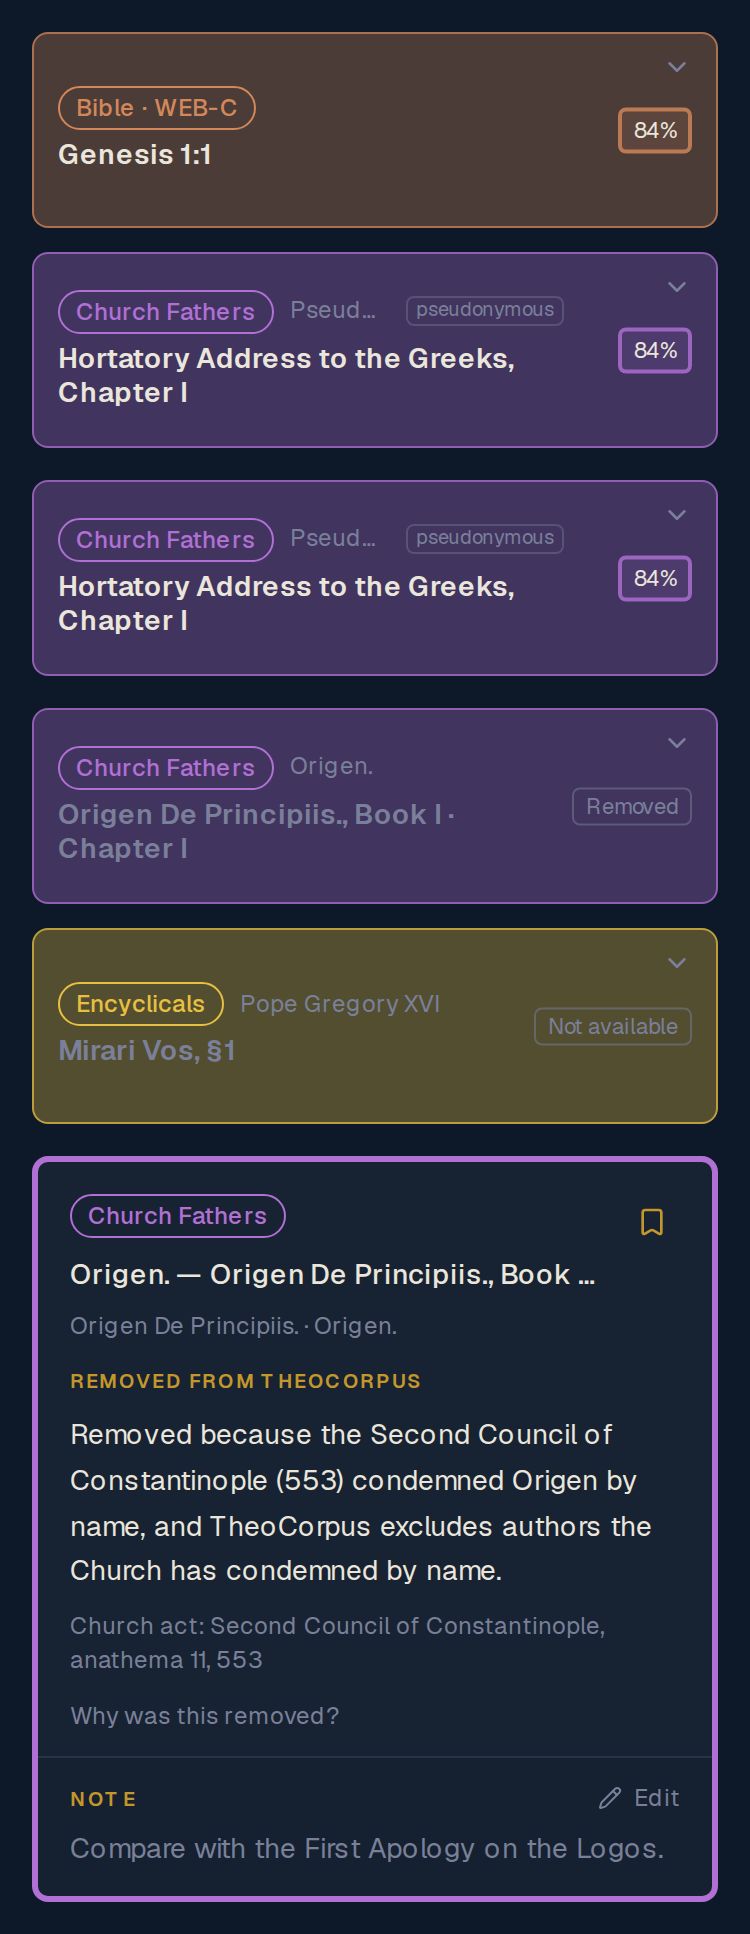 Bible · WEB-C
84%
Genesis 1:1
Church Fathers Pseud... pseudonymous
84%
Hortatory Address to the Greeks,
Chapter I
Church Fathers Pseud... pseudonymous
84%
Hortatory Address to the Greeks,
Chapter I
Church Fathers Origen.
Removed
Origen De Principiis., Book I ·
Chapter I
Encyclicals Pope Gregory XVI
Not available
Mirari Vos, §1
Church Fathers
Origen. — Origen De Principiis., Book ...
Origen De Principiis. · Origen.
REMOVED FROM THEOCORPUS
Removed because the Second Council of
Constantinople (553) condemned Origen by
name, and TheoCorpus excludes authors the
Church has condemned by name.
Church act: Second Council of Constantinople,
anathema 11, 553
Why was this removed?
NOTE Edit
Compare with the First Apology on the Logos.